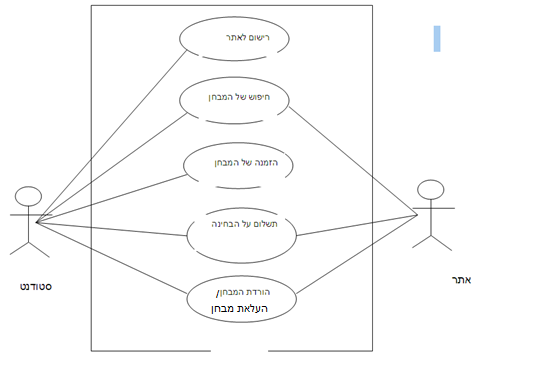 רישום לאתר
חיפוש של המבחן
הזמנה של המבחן
תשלום על הבחינה
הורדת המבחן/
העלאת מבחן
סטודנט
אתר